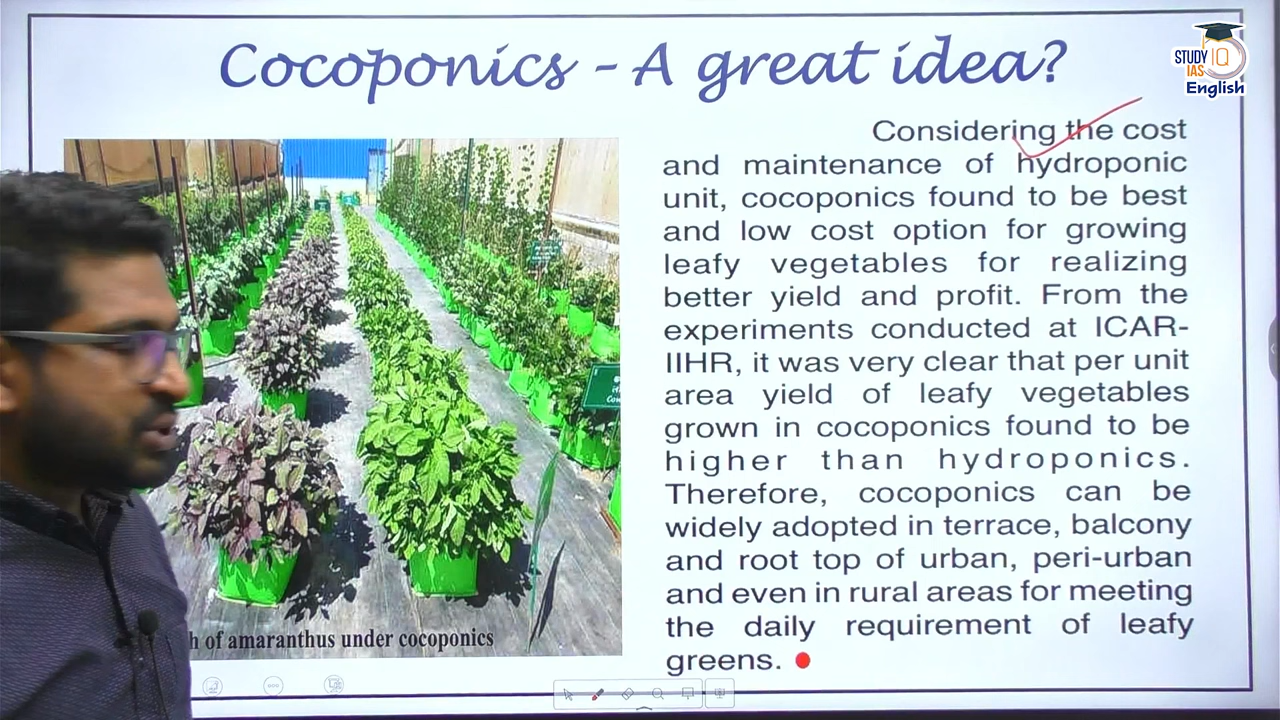 Cocoponics - A great idea?
STUDY IQ
IAS
English
Considering the cost
and maintenance of hydroponic
unit, cocoponics found to be best
and low cost option for growing
leafy vegetables for realizing
better yield and profit. From the
experiments conducted at ICAR-
IIHR, it was very clear that per unit
area yield of leafy vegetables
grown in cocoponics found to be
higher than hydroponics.
Therefore, cocoponics can be
widely adopted in terrace, balcony
and root top of urban, peri-urban
and even in rural areas for meeting
the daily requirement of leafy
greens.
h of amaranthus under cocoponics